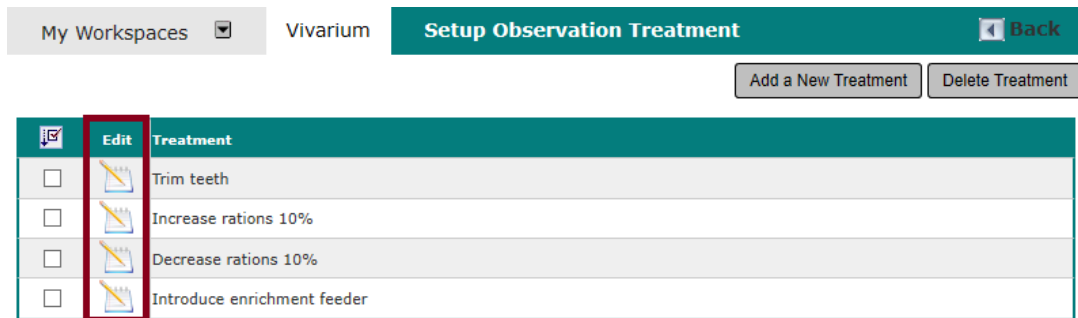 My Workspaces Vivarium Setup Observation Treatment Back
Add a New Treatment Delete Treatment
Edit Treatment
Trim teeth
Increase rations 10%
Decrease rations 10%
Introduce enrichment feeder